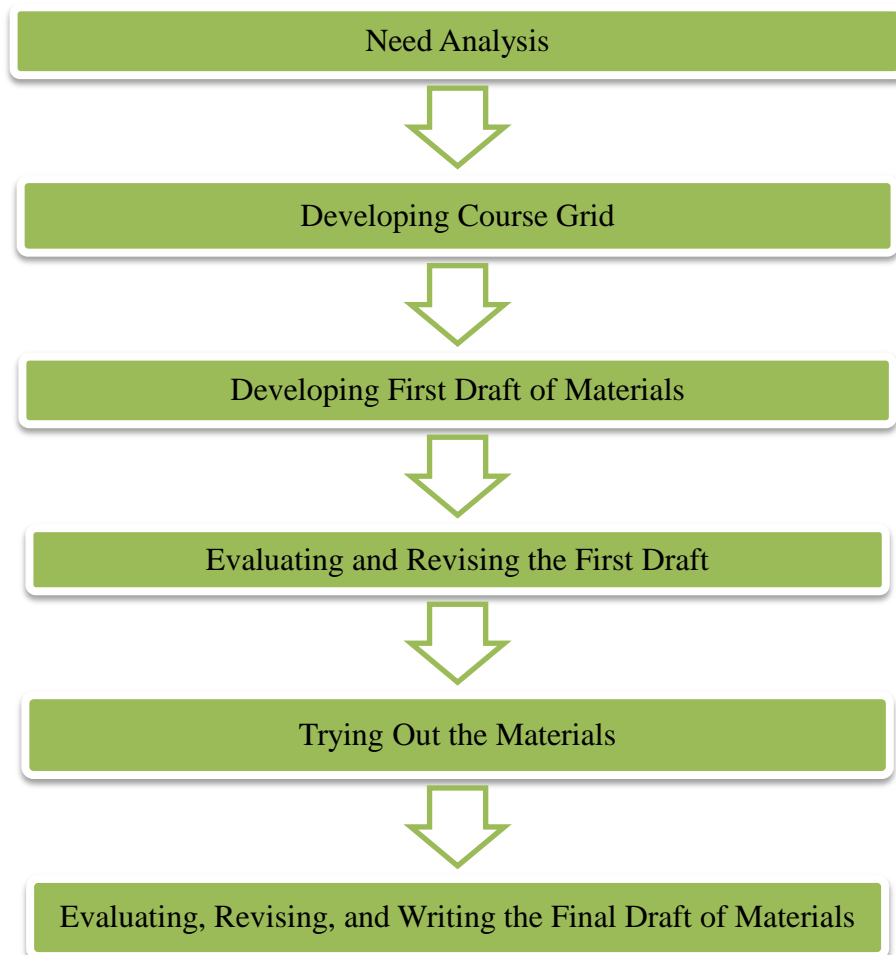 Need Analysis
Developing Course Grid
Developing First Draft of Materials
Evaluating and Revising the First Draft
Trying Out the Materials
Evaluating, Revising, and Writing the Final Draft of Materials